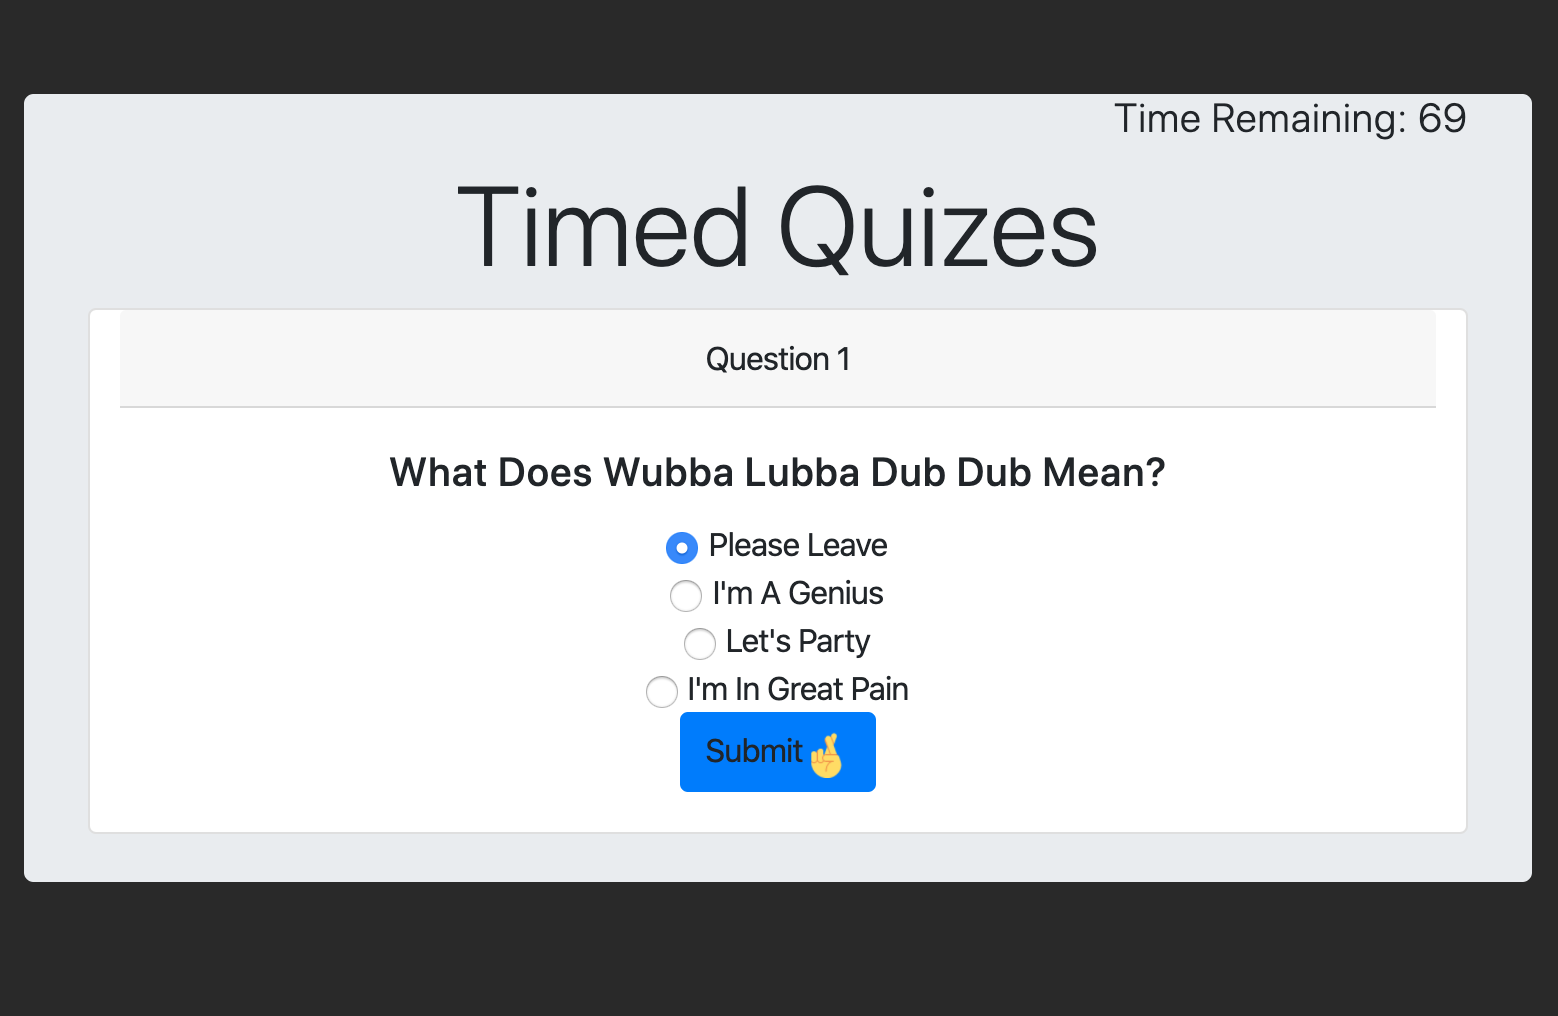 Time Remaining: 69
Timed Quizes
Question 1
What Does Wubba Lubba Dub Dub Mean?
Please Leave
I'm A Genius
Let's Party
I'm In Great Pain
Submit🤞